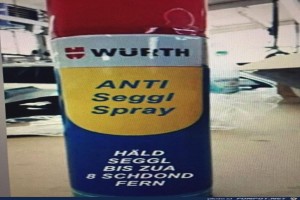 WÜRTH
ANTI
Seggl
Spray
HÄLD
SEGGL
BIS ZUA
8 SCHDOND
FERN